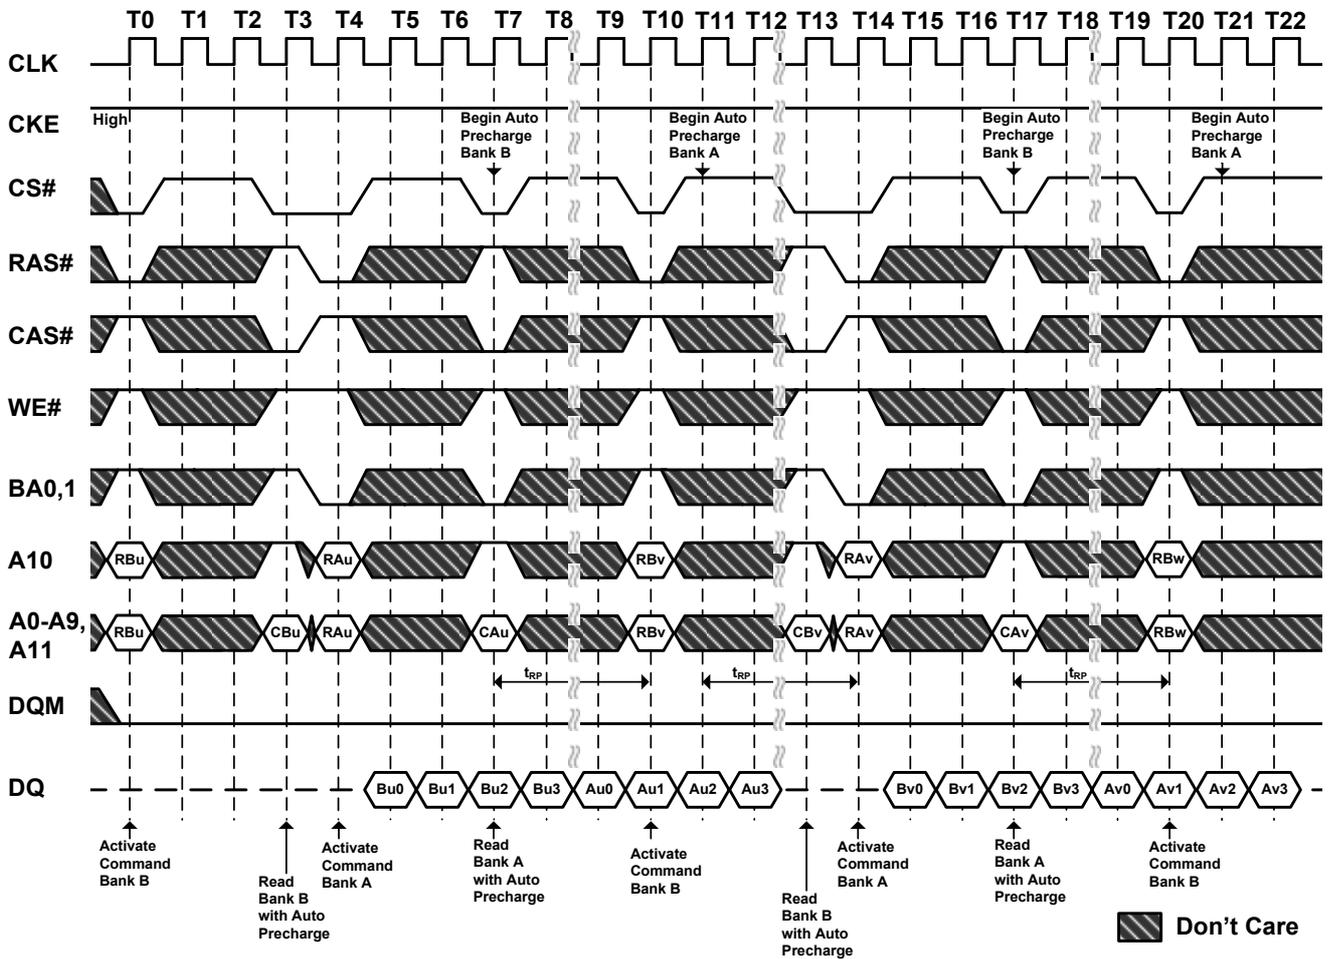 T0 T1 T2 T3 T4 T5 T6 T7 T8 T9 T10 T11 T12 T13 T14 T15 T16 T17 T18 T19 T20 T21 T22
CLK
CKE
High
Begin Auto
Precharge
Bank B
Begin Auto
Precharge
Bank A
Begin Auto
Precharge
Bank B
Begin Auto
Precharge
Bank A
CS#
RAS#
CAS#
WE#
BA0,1
A10
RBu RAu RBv RAv RBw
A0-A9,
A11
RBu CBu RAu CAu RBv CBv RAv CAv RBw
tRP tRP tRP
DQM
DQ
Bu0 Bu1 Bu2 Bu3 Au0 Au1 Au2 Au3 Bv0 Bv1 Bv2 Bv3 Av0 Av1 Av2 Av3
Activate
Command
Bank B
Read
Bank B
with Auto
Precharge
Activate
Command
Bank A
Read
Bank A
with Auto
Precharge
Activate
Command
Bank B
Read
Bank B
with Auto
Precharge
Activate
Command
Bank A
Read
Bank A
with Auto
Precharge
Activate
Command
Bank B
Don't Care